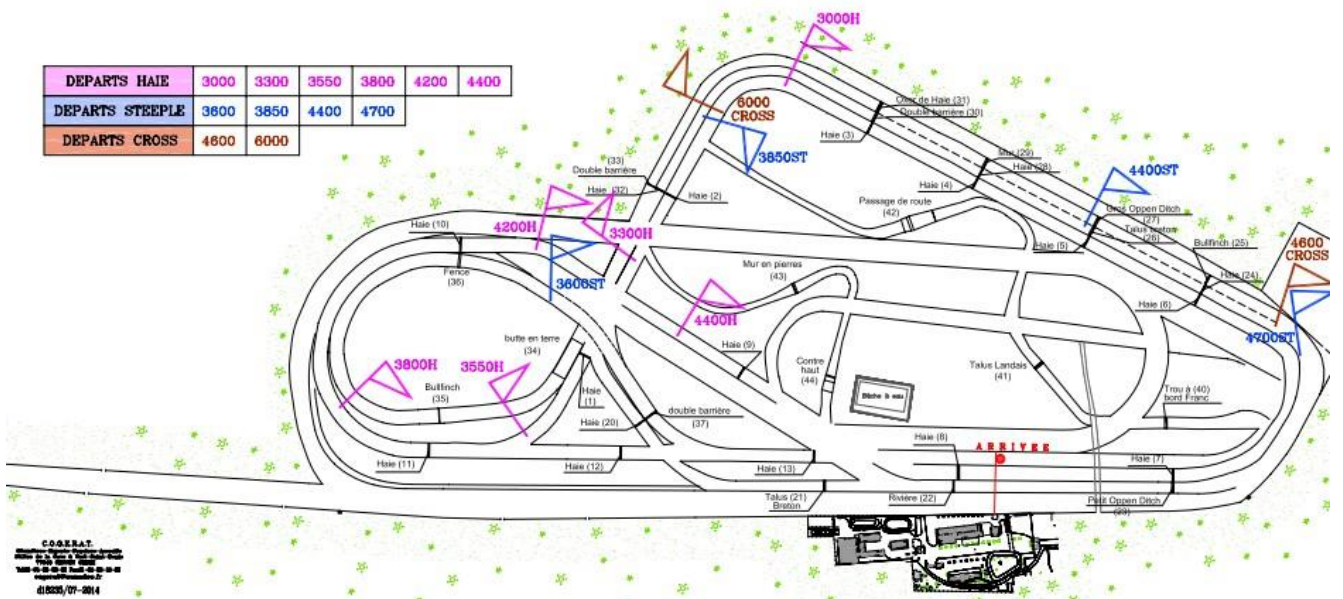 DEPARTS HAIE 3000 3300 3550 3800 4200 4400
DEPARTS STEEPLE 3600 3850 4400 4700
DEPARTS CROSS 4600 6000
3000H
6000
CROSS
3850ST
Oxer de Haie (31)
Double barrière (30)
Haie (3)
Mur (29)
Haie (28)
Haie (4)
4400ST
(33)
Double barrière
Haie (32)
Haie (2)
Passage de route
(42)
Gros Oppen Ditch
(27)
Talus breton
(26)
Haie (5)
Bullfinch (25)
4600
CROSS
Haie (24)
Haie (6)
4700ST
Haie (10)
4200H
3300H
Fence
(36)
3600ST
Mur en pierres
(43)
4400H
butte en terre
(34)
Haie (9)
3800H
3550H
Bullfinch
(35)
Haie
(1)
Contre
haut
(44)
Talus Landais
(41)
Trou à (40)
bord Franc
Bâche à eau
Haie (20)
double barrière
(37)
Haie (8)
ARRIVEE
Haie (11)
Haie (12)
Haie (13)
Haie (7)
Talus (21)
Breton
Rivière (22)
Petit Oppen Ditch
(23)
C.O.G.E.R.A.T.
d18235/07-2014